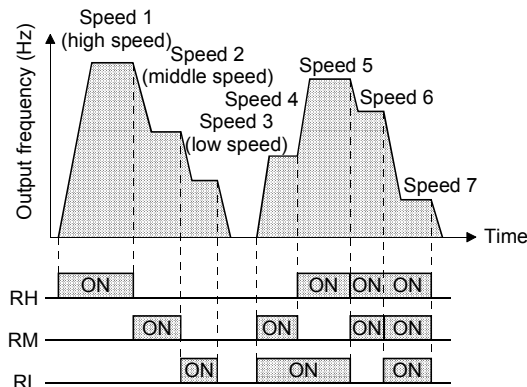 Output frequency (Hz)
Speed 1
(high speed)
Speed 2
(middle speed)
Speed 3
(low speed)
Speed 4
Speed 5
Speed 6
Speed 7
Time
RH
ON
ON
ON
ON
RM
ON
ON
ON
ON
RL
ON
ON
ON